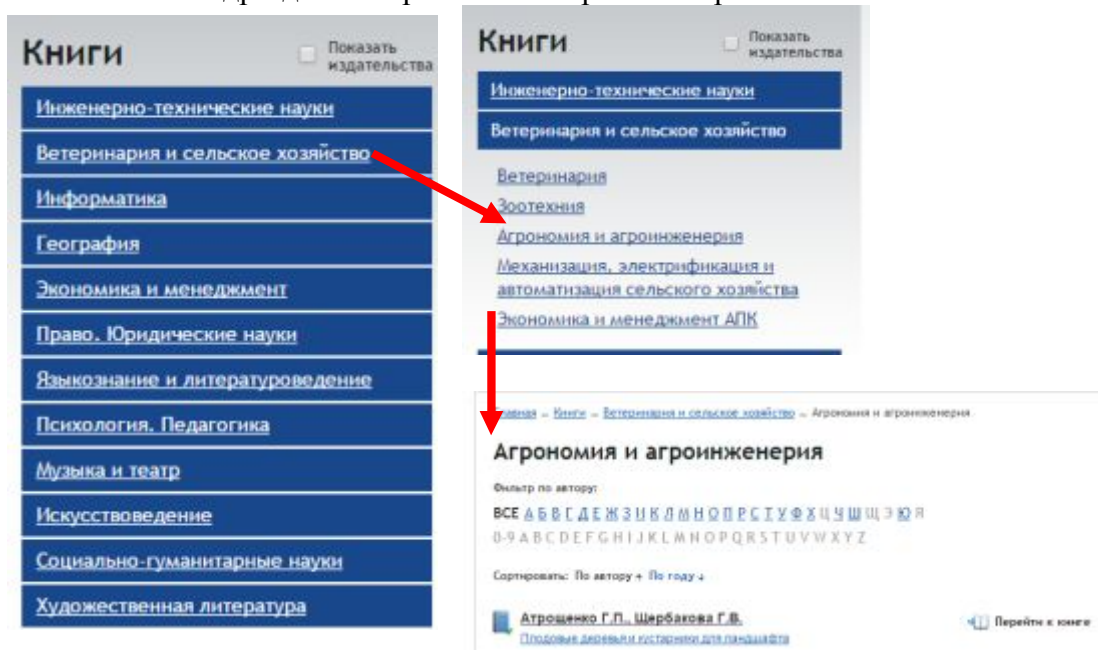 Книги
Показать
издательства
Инженерно-технические науки
Ветеринария и сельское хозяйство
Информатика
География
Экономика и менеджмент
Право. Юридические науки
Языкознание и литературоведение
Психология. Педагогика
Музыка и театр
Искусствоведение
Социально-гуманитарные науки
Художественная литература
Книги
Показать
издательства
Инженерно-технические науки
Ветеринария и сельское хозяйство
Ветеринария
Зоотехния
Агрономия и агроинженерия
Механизация, электрификация и
автоматизация сельского хозяйства
Экономика и менеджмент АПК
Главная – Книги – Ветеринария и сельское хозяйство – Агрономия и агроинженерия
Агрономия и агроинженерия
Фильтр по автору:
ВСЕ А Б В Г Д Е Ж З И К Л М Н О П Р С Т У Ф Х Ц Ч Ш Щ Э Ю Я
0-9 A B C D E F G H I J K L M N O P Q R S T U V W X Y Z
Сортировать: По автору По году
Атрощенко Г.П., Щербакова Г.В.
Плодовые деревья и кустарники для ландшафта
Перейти к книге